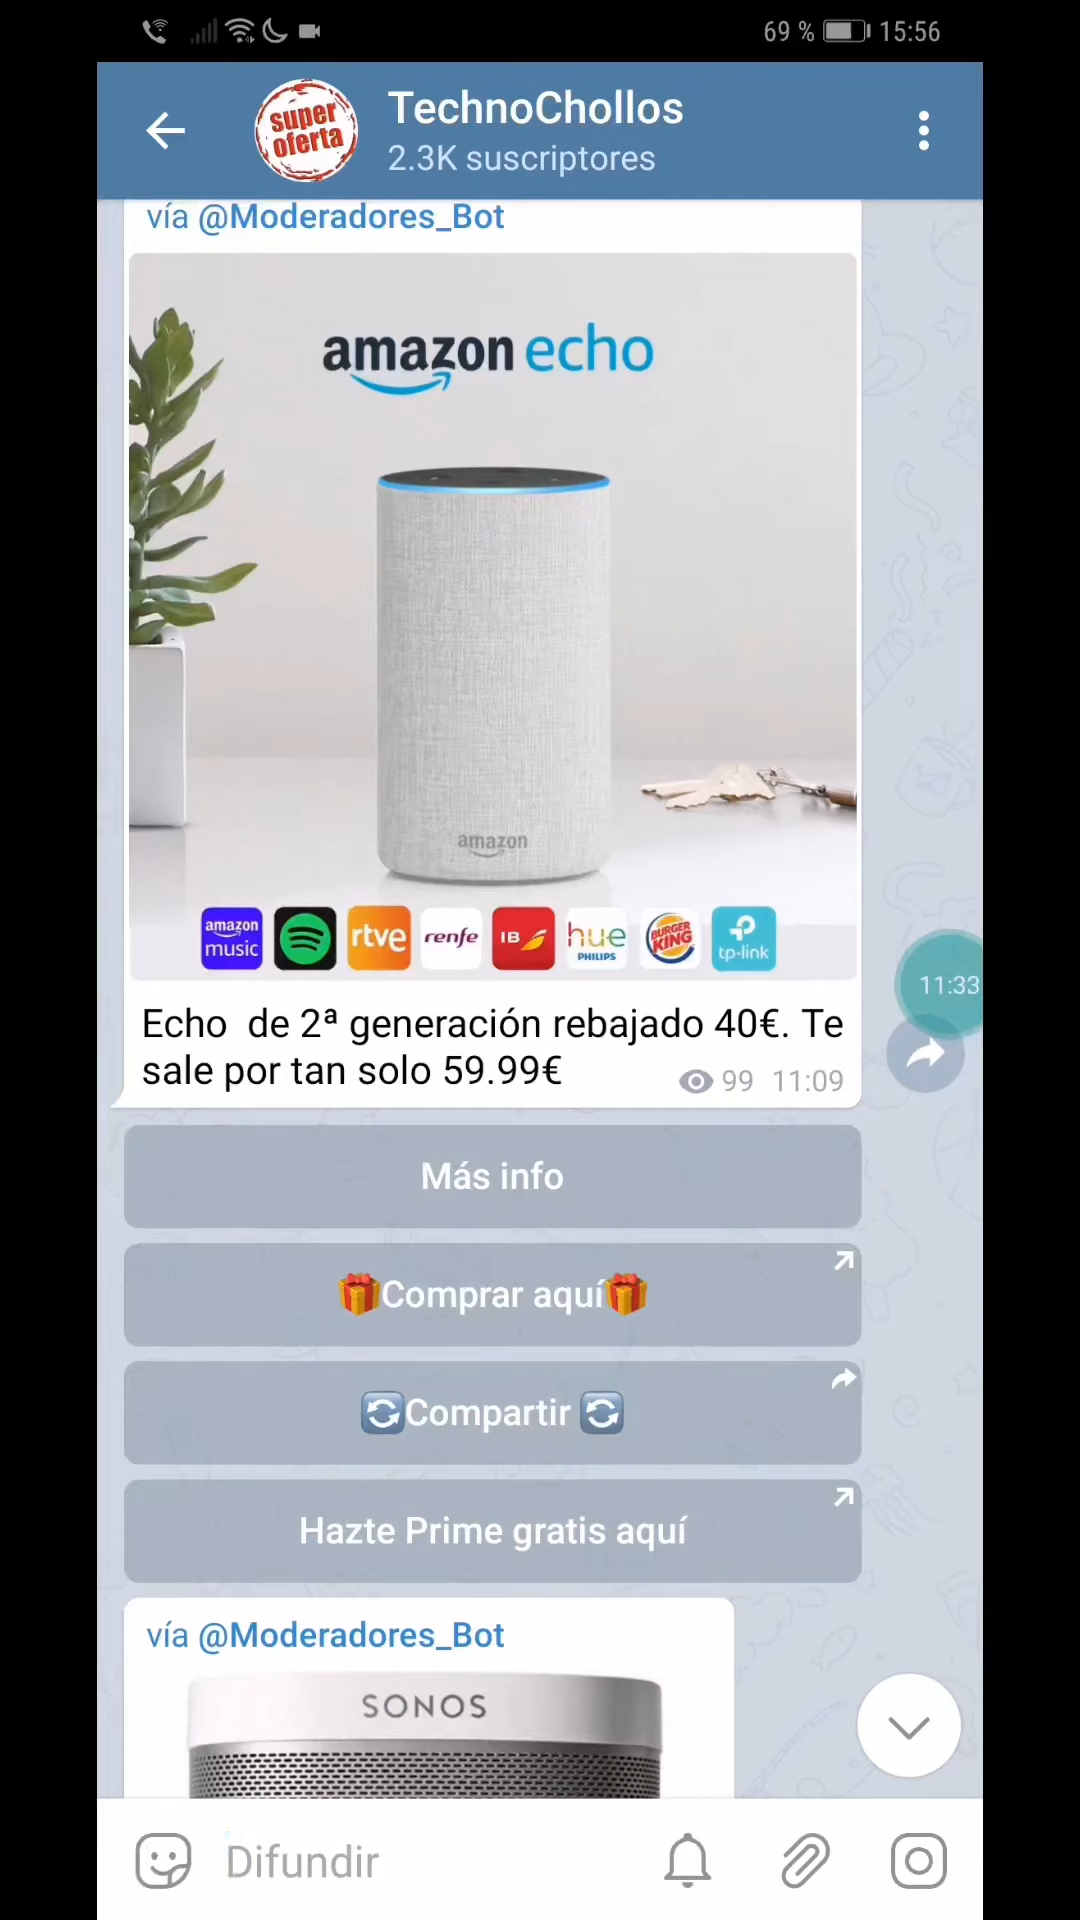 69 % 15:56
super
oferta
TechnoChollos
2.3K suscriptores
vía @Moderadores_Bot
amazon echo
amazon
amazon
music
rtve
renfe
IB
hue
PHILIPS
BURGER
KING
tp-link
11:33
Echo  de 2ª generación rebajado 40€. Te
sale por tan solo 59.99€
99 11:09
Más info
🎁Comprar aquí🎁
🔄Compartir 🔄
Hazte Prime gratis aquí
vía @Moderadores_Bot
SONOS
Difundir